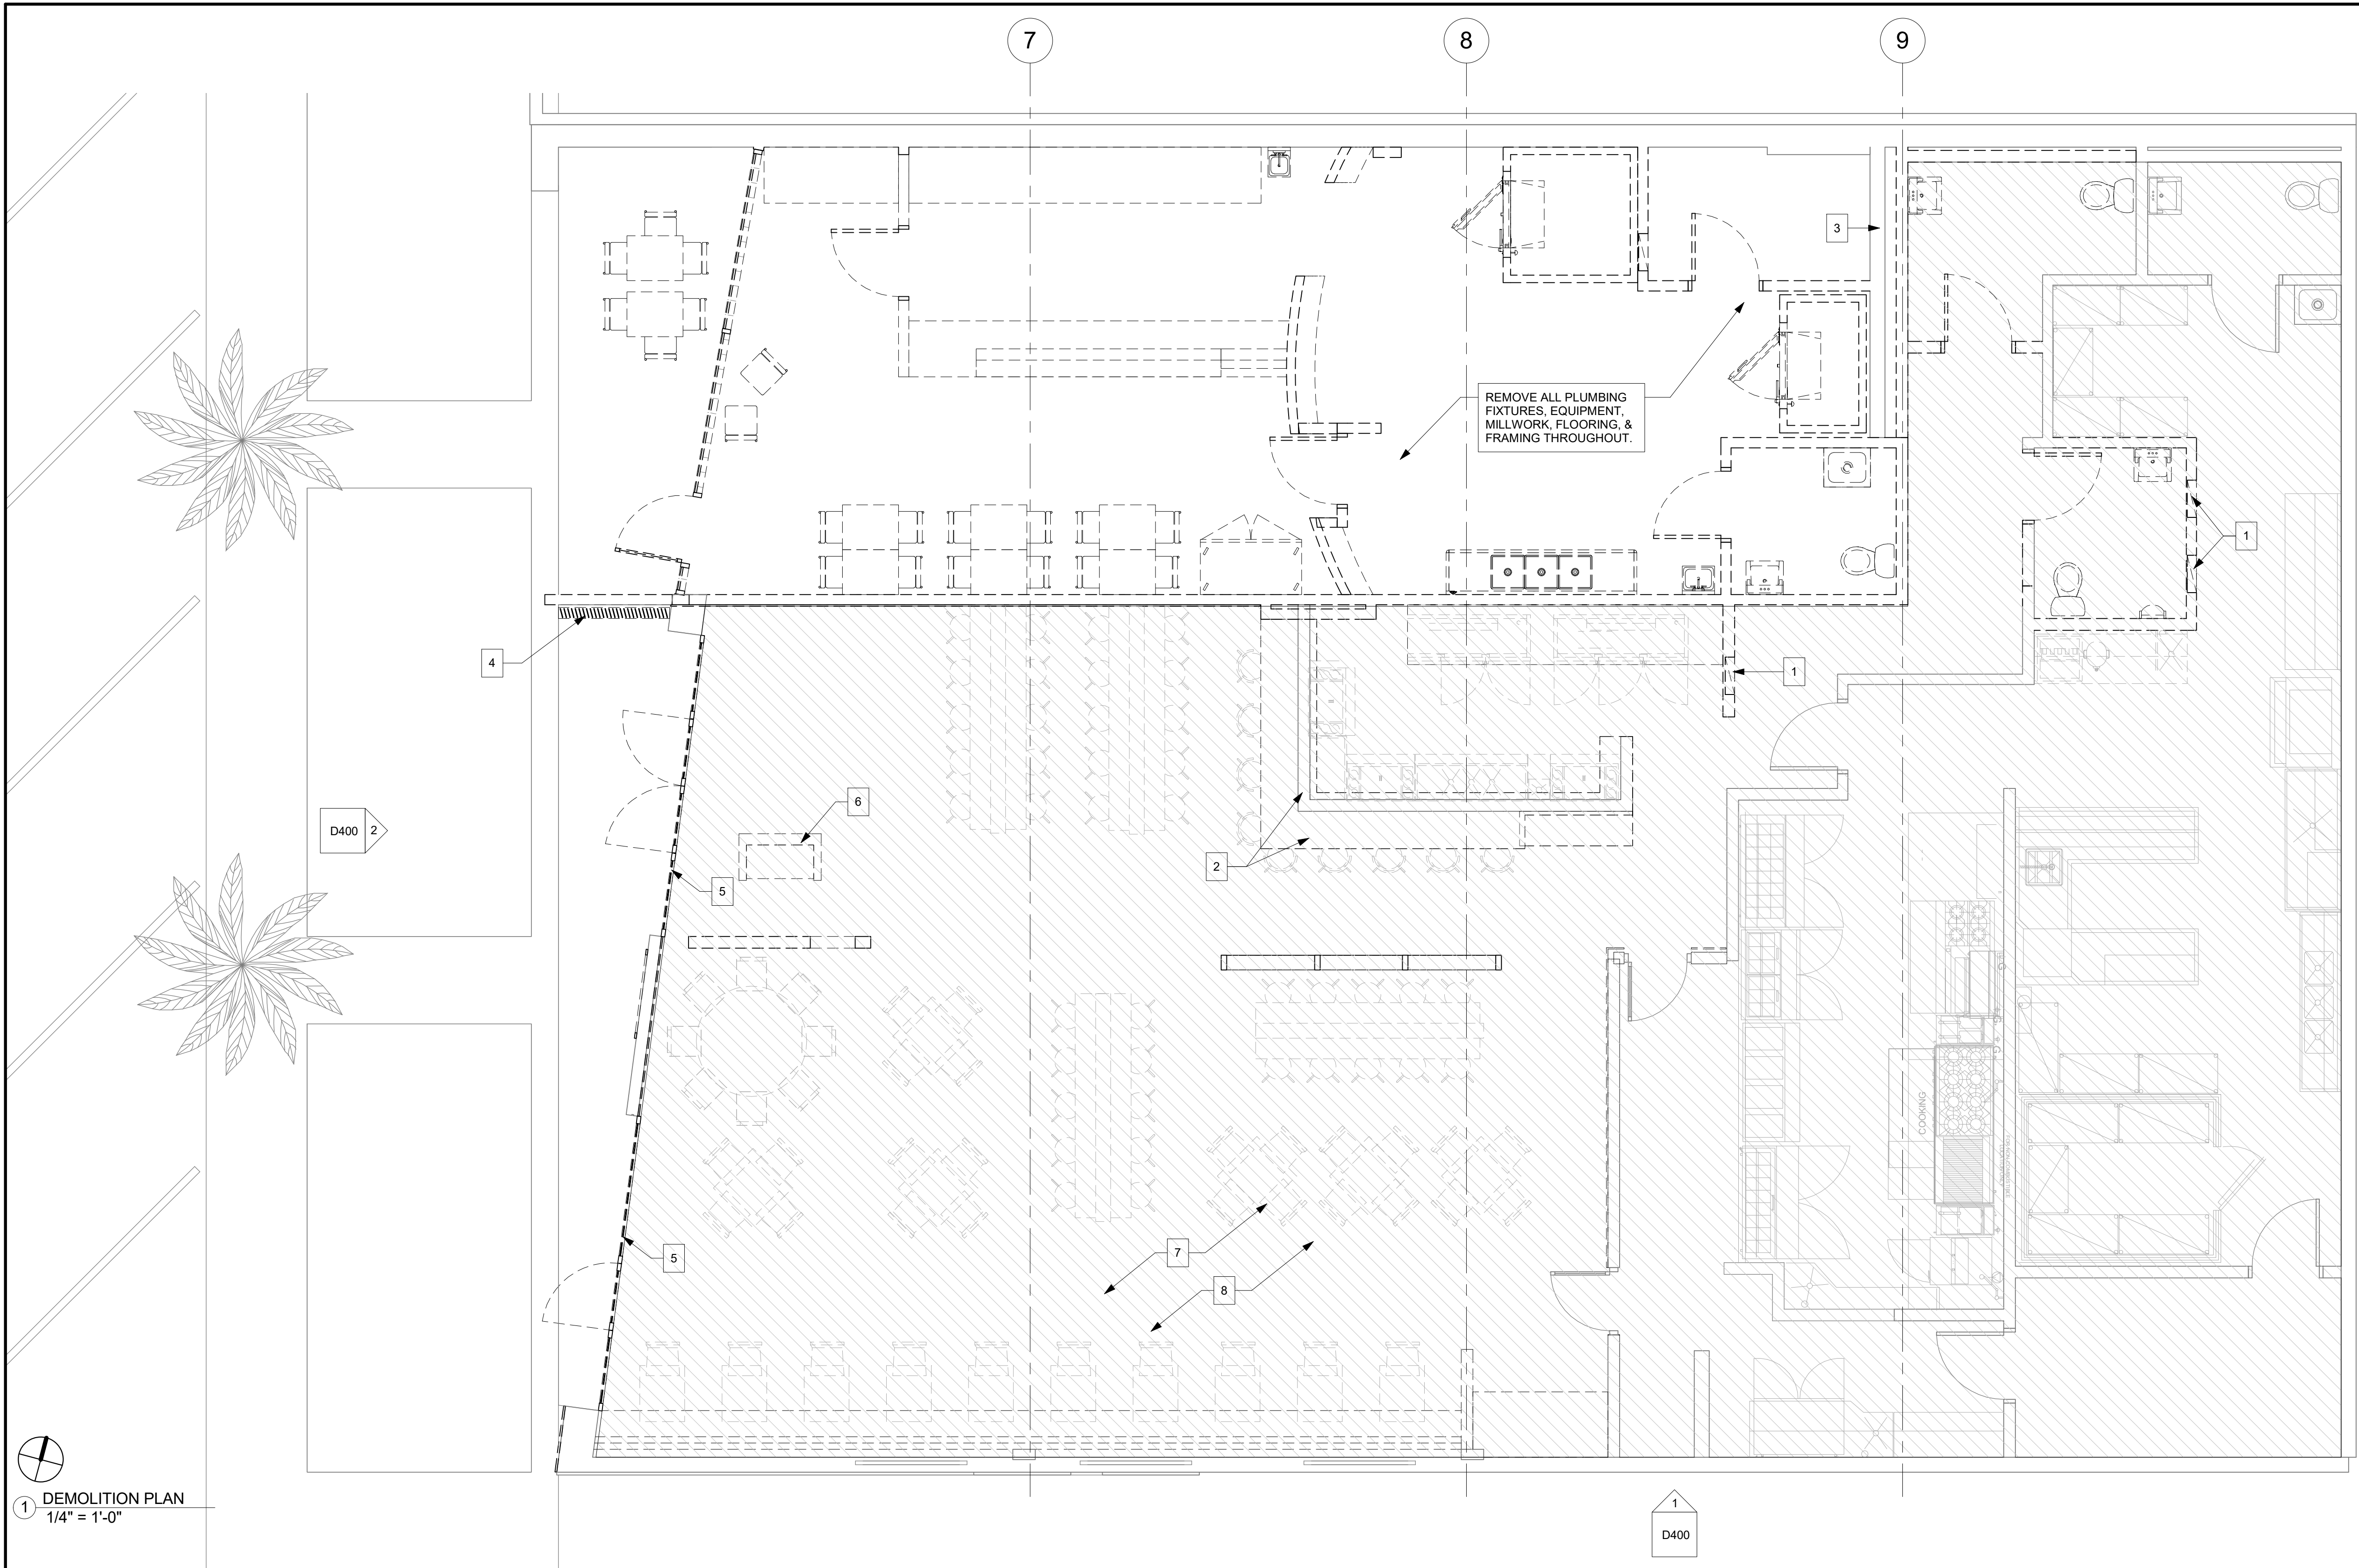 7
8
9
3
REMOVE ALL PLUMBING
FIXTURES, EQUIPMENT,
MILLWORK, FLOORING, &
FRAMING THROUGHOUT.
1
4
1
6
D400 2
2
5
COOKING
7
5
8
1 DEMOLITION PLAN
1/4" = 1'-0"
1
D400